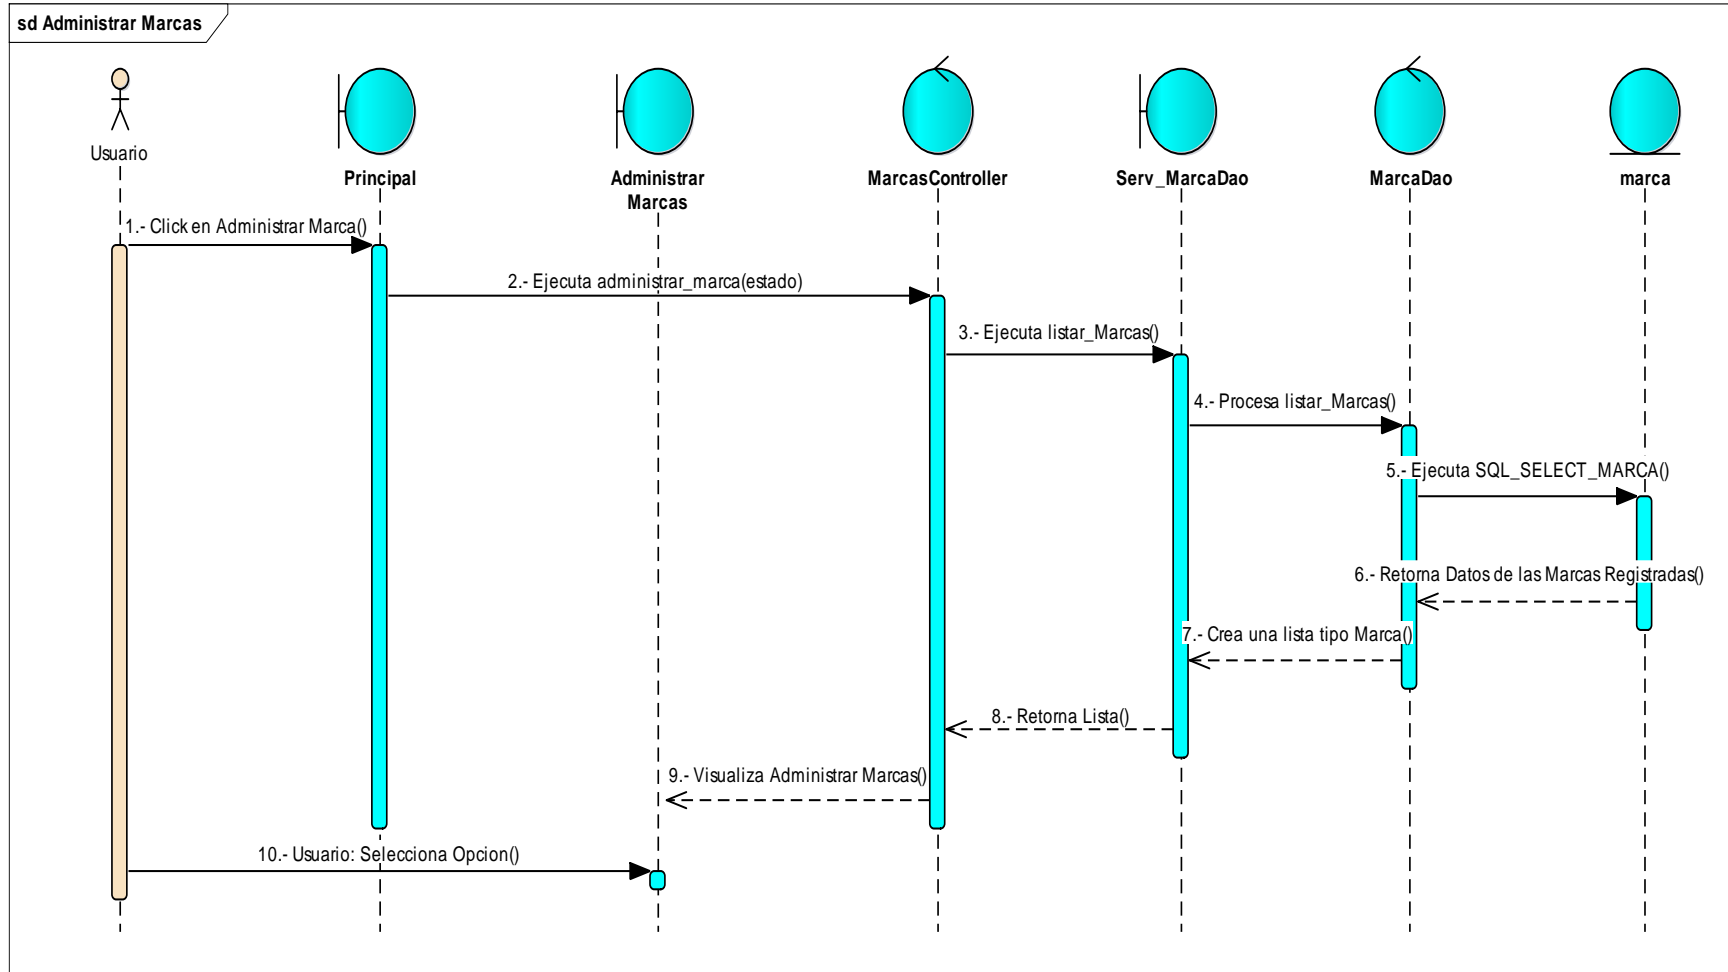 sd Administrar Marcas
Usuario
Principal
Administrar
Marcas
MarcasController
Serv_MarcaDao
MarcaDao
marca
1.- Click en Administrar Marca()
2.- Ejecuta administrar_marca(estado)
3.- Ejecuta listar_Marcas()
4.- Procesa listar_Marcas()
5.- Ejecuta SQL_SELECT_MARCA()
6.- Retorna Datos de las Marcas Registradas()
7.- Crea una lista tipo Marca()
8.- Retorna Lista()
9.- Visualiza Administrar Marcas()
10.- Usuario: Selecciona Opcion()